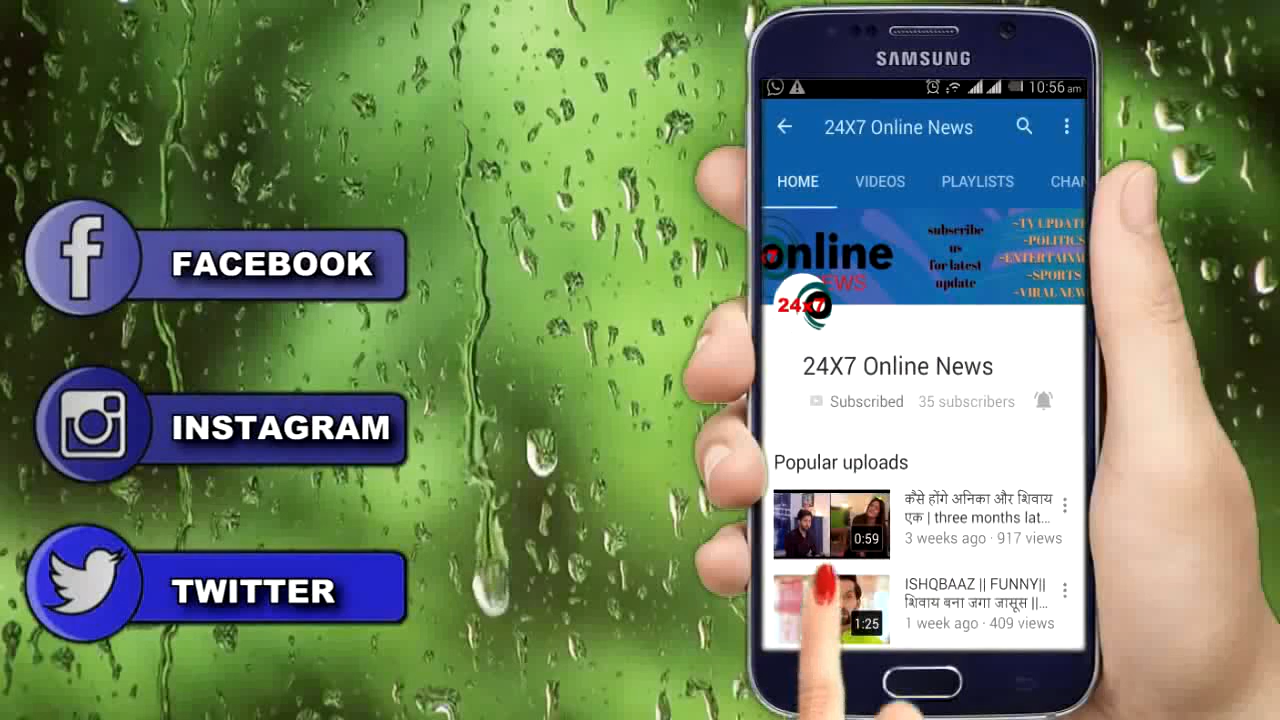 FACEBOOK
INSTAGRAM
TWITTER
SAMSUNG
10:56 am
24X7 Online News
HOME VIDEOS PLAYLISTS CHAN
online
EWS
subscribe
us
for latest
update
~TV UPDATE
~POLITICS
~ENTERTAINM
~SPORTS
~VIRAL NEW
24x7
24X7 Online News
Subscribed 35 subscribers
Popular uploads
0:59
कैसे होंगे अनिका और शिवाय
एक | three months lat...
3 weeks ago · 917 views
1:25
ISHQBAAZ || FUNNY||
शिवाय बना जगा जासूस ||...
1 week ago · 409 views